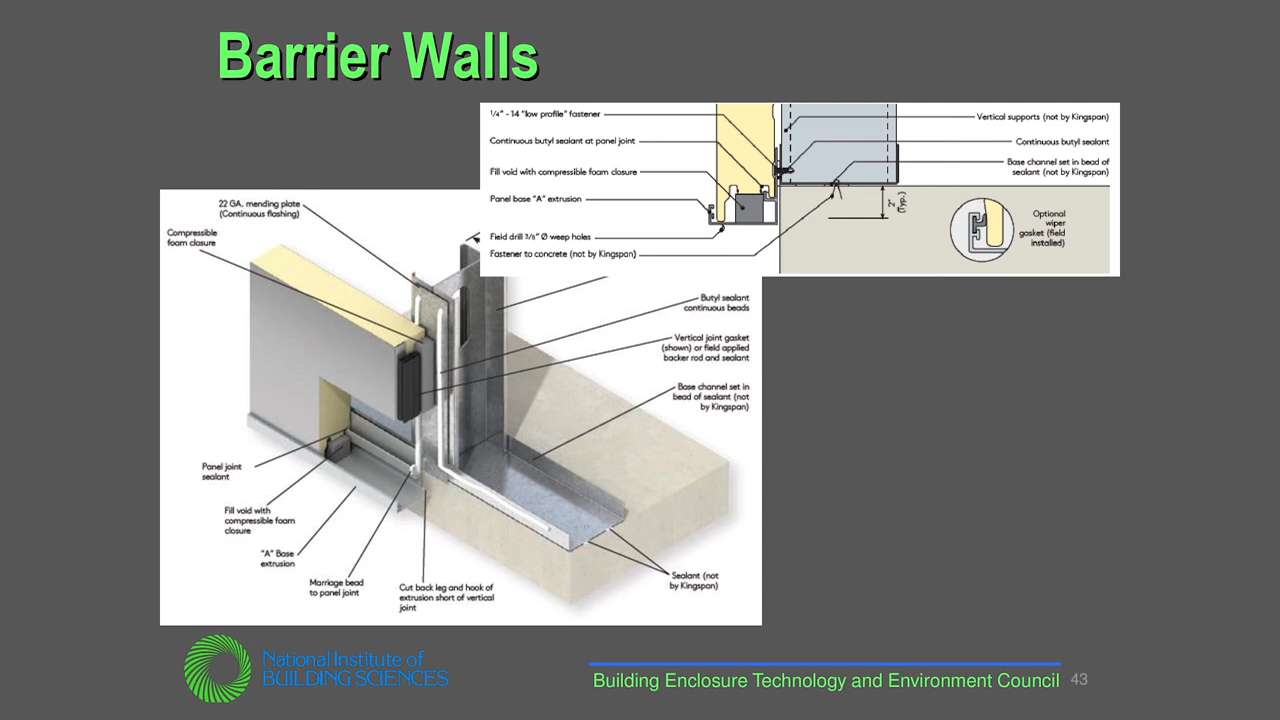 Barrier Walls
1/4" - 14 "low profile" fastener
Continuous butyl sealant at panel joint
Fill void with compressible foam closure
Panel base "A" extrusion
Field drill 3/8" Ø weep holes
Fastener to concrete (not by Kingspan)
Vertical supports (not by Kingspan)
Continuous butyl sealant
Base channel set in bead of
sealant (not by Kingspan)
2"
(Typ.)
Optional
wiper
gasket (field
installed)
22 GA. mending plate
(Continuous flashing)
Compressible
foam closure
Butyl sealant
continuous beads
Vertical joint gasket
(shown) or field applied
backer rod and sealant
Base channel set in
bead of sealant (not
by Kingspan)
Panel joint
sealant
Fill void with
compressible foam
closure
"A" Base
extrusion
Marriage bead
to panel joint
Cut back leg and hook of
extrusion short of vertical
joint
Sealant (not
by Kingspan)
National Institute of
BUILDING SCIENCES
Building Enclosure Technology and Environment Council 43